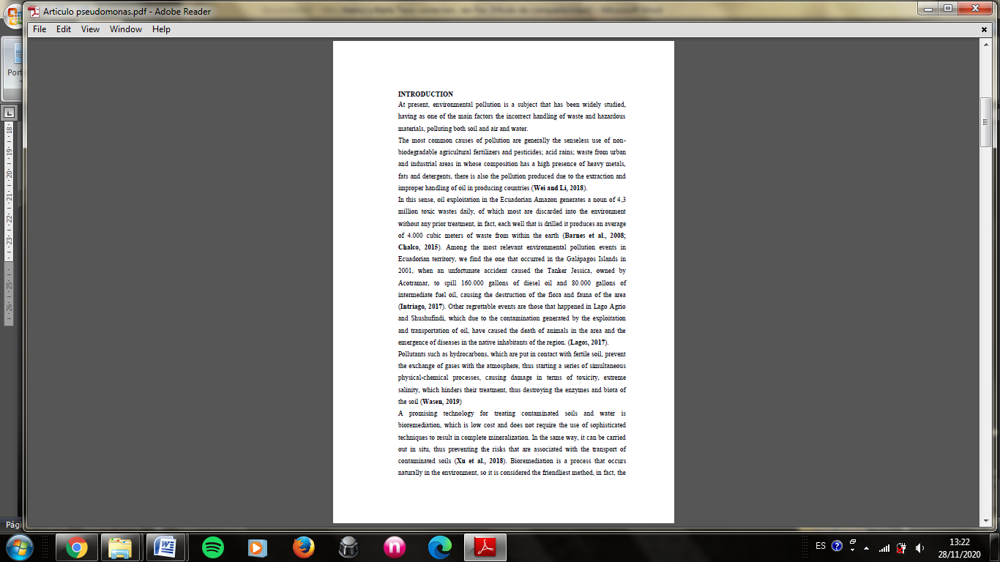 Articulo pseudomonas.pdf - Adobe Reader
File Edit View Window Help
Port
INTRODUCTION
At present, environmental pollution is a subject that has been widely studied,
having as one of the main factors the incorrect handling of waste and hazardous
materials, polluting both soil and air and water.
The most common causes of pollution are generally the senseless use of non-
biodegradable agricultural fertilizers and pesticides; acid rains; waste from urban
and industrial areas in whose composition has a high presence of heavy metals,
fats and detergents, there is also the pollution produced due to the extraction and
improper handling of oil in producing countries (Wei and Li, 2018).
In this sense, oil exploitation in the Ecuadorian Amazon generates a noun of 4,3
million toxic wastes daily, of which most are discarded into the environment
without any prior treatment, in fact, each well that is drilled it produces an average
of 4.000 cubic meters of waste from within the earth (Barnes et al., 2008;
Chalco, 2015). Among the most relevant environmental pollution events in
Ecuadorian territory, we find the one that occurred in the Galápagos Islands in
2001, when an unfortunate accident caused the Tanker Jessica, owned by
Acotramar, to spill 160.000 gallons of diesel oil and 80.000 gallons of
intermediate fuel oil, causing the destruction of the flora and fauna of the area
(Intriago, 2017). Other regrettable events are those that happened in Lago Agrio
and Shushufindi, which due to the contamination generated by the exploitation
and transportation of oil, have caused the death of animals in the area and the
emergence of diseases in the native inhabitants of the region. (Lagos, 2017).
Pollutants such as hydrocarbons, which are put in contact with fertile soil, prevent
the exchange of gases with the atmosphere, thus starting a series of simultaneous
physical-chemical processes, causing damage in terms of toxicity, extreme
salinity, which hinders their treatment, thus destroying the enzymes and biota of
the soil (Wasen, 2019)
A promising technology for treating contaminated soils and water is
bioremediation, which is low cost and does not require the use of sophisticated
techniques to result in complete mineralization. In the same way, it can be carried
out in situ, thus preventing the risks that are associated with the transport of
contaminated soils (Xu et al., 2018). Bioremediation is a process that occurs
naturally in the environment, so it is considered the friendliest method, in fact, the
18
19
20
21
22
23
25
26
Pági
ES
13:22
28/11/2020